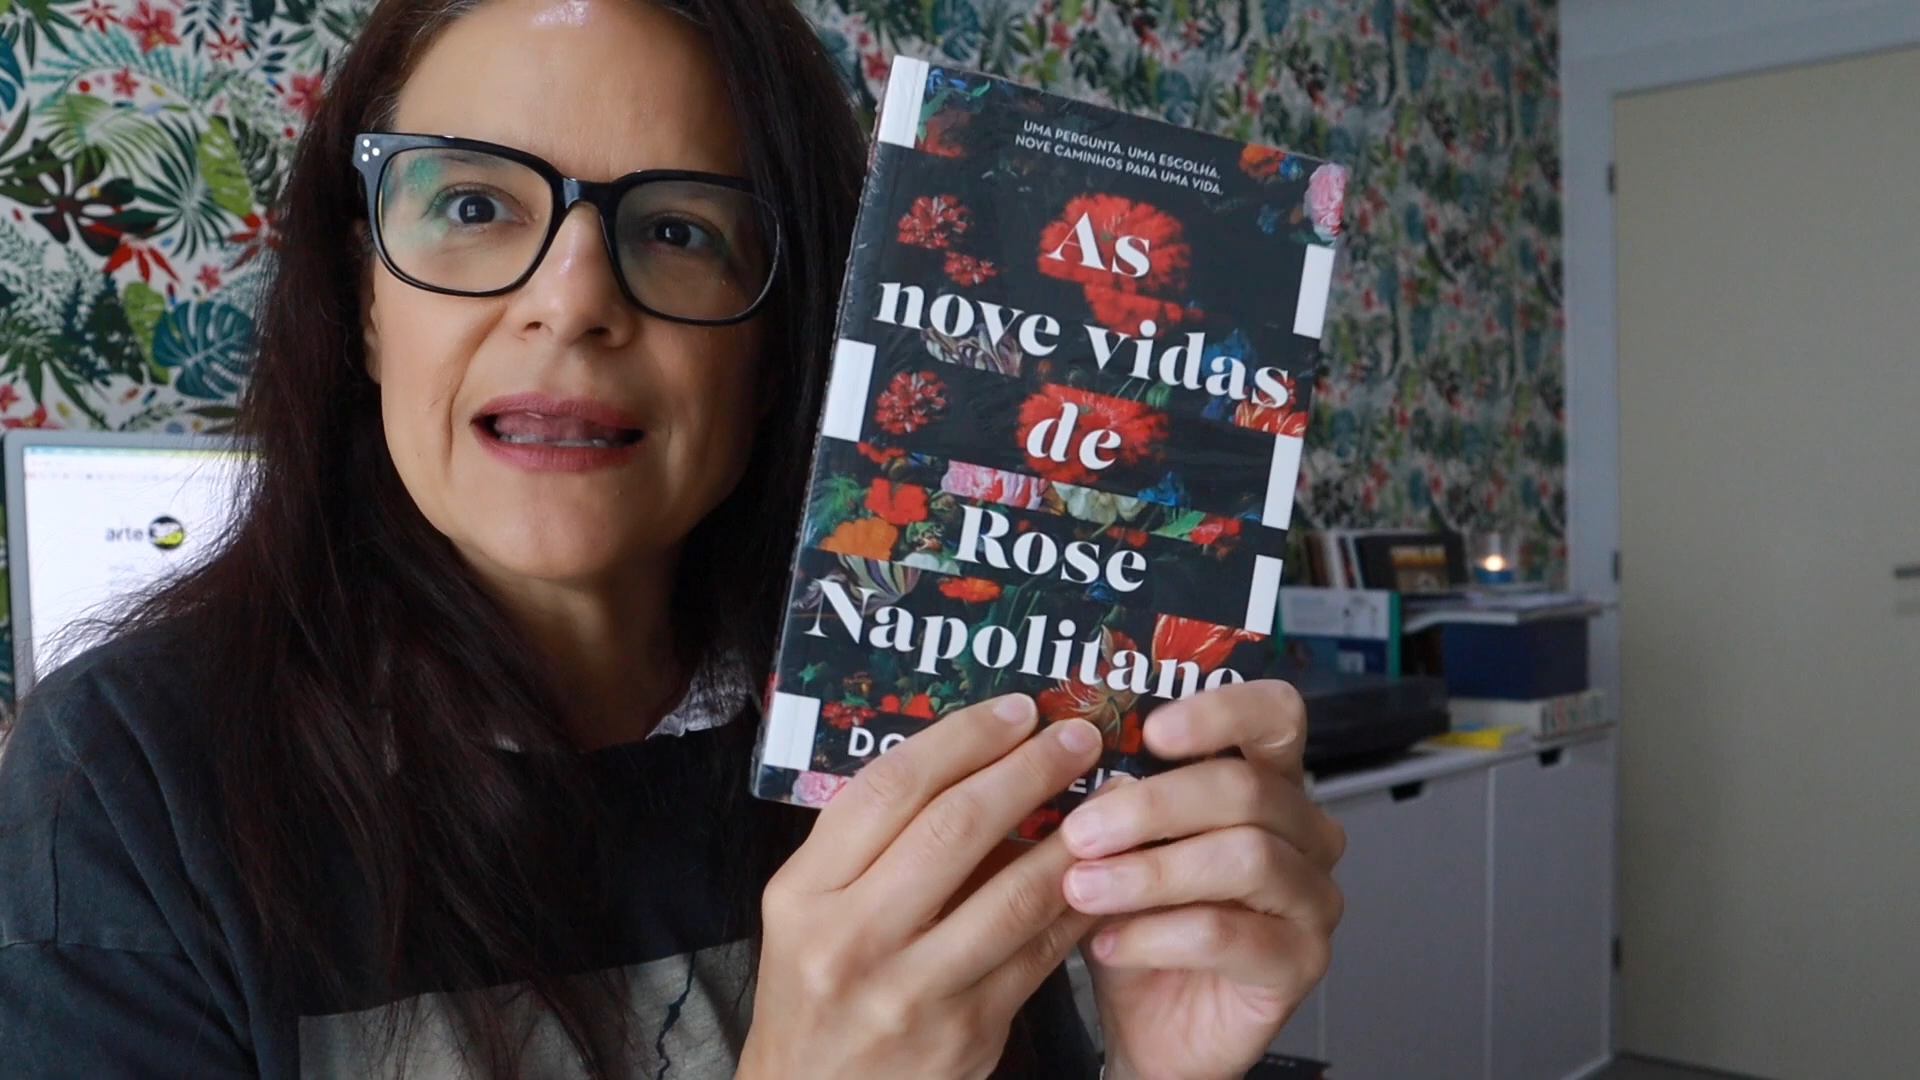 UMA PERGUNTA. UMA ESCOLHA.
NOVE CAMINHOS PARA UMA VIDA.
As
nove vidas
de
Rose
Napolitano
arte